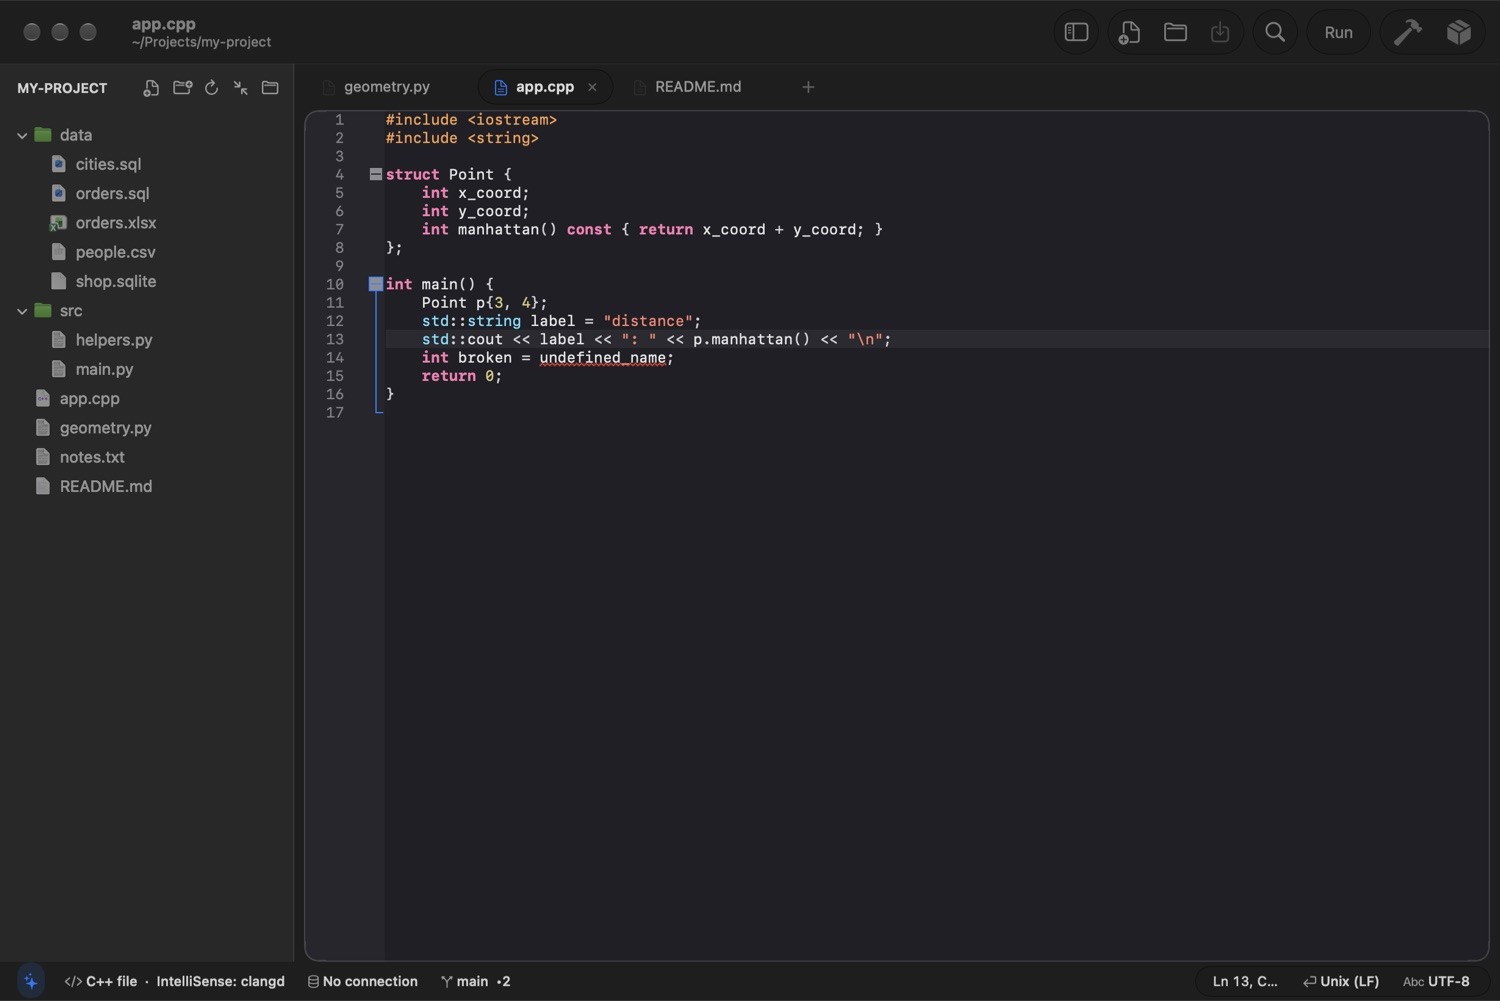 app.cpp
~/Projects/my-project
Run
MY-PROJECT
geometry.py
app.cpp
README.md
data
cities.sql
orders.sql
orders.xlsx
people.csv
shop.sqlite
src
helpers.py
main.py
app.cpp
geometry.py
notes.txt
README.md
1 #include <iostream>
2 #include <string>
3
4 struct Point {
5     int x_coord;
6     int y_coord;
7     int manhattan() const { return x_coord + y_coord; }
8 };
9
10 int main() {
11     Point p{3, 4};
12     std::string label = "distance";
13     std::cout << label << ": " << p.manhattan() << "\n";
14     int broken = undefined_name;
15     return 0;
16 }
17
</> C++ file · IntelliSense: clangd No connection main •2 Ln 13, C... Unix (LF) Abc UTF-8